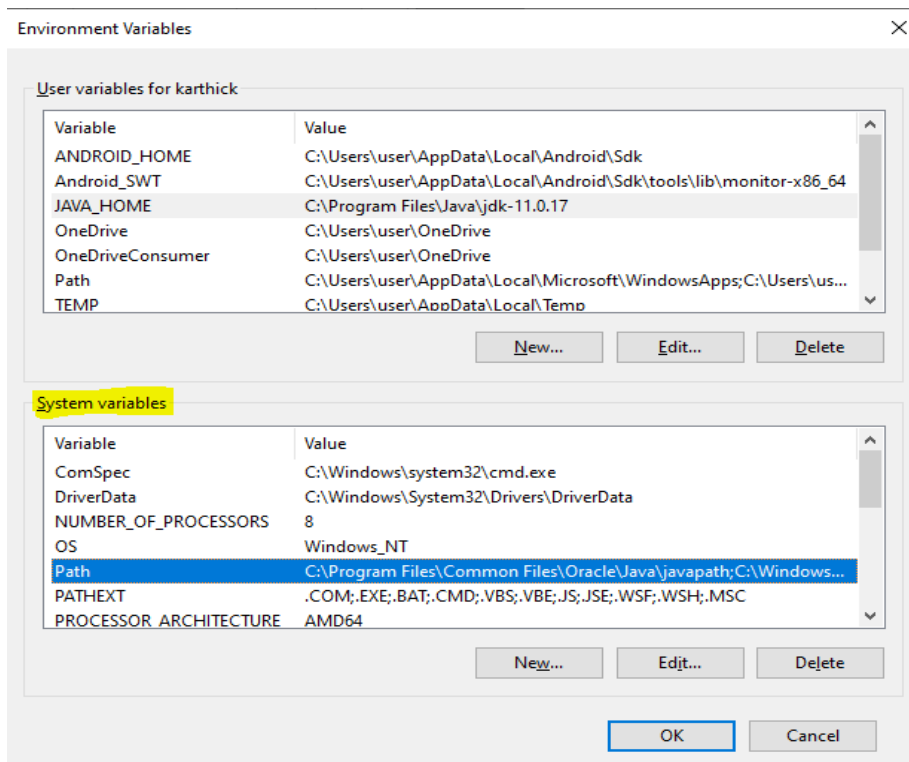 Environment Variables
User variables for karthick
Variable Value
ANDROID_HOME C:\Users\user\AppData\Local\Android\Sdk
Android_SWT C:\Users\user\AppData\Local\Android\Sdk\tools\lib\monitor-x86_64
JAVA_HOME C:\Program Files\Java\jdk-11.0.17
OneDrive C:\Users\user\OneDrive
OneDriveConsumer C:\Users\user\OneDrive
Path C:\Users\user\AppData\Local\Microsoft\WindowsApps;C:\Users\us...
TEMP C:\Users\user\AppData\Local\Temp
New... Edit... Delete
System variables
Variable Value
ComSpec C:\Windows\system32\cmd.exe
DriverData C:\Windows\System32\Drivers\DriverData
NUMBER_OF_PROCESSORS 8
OS Windows_NT
Path C:\Program Files\Common Files\Oracle\Java\javapath;C:\Windows...
PATHEXT .COM;.EXE;.BAT;.CMD;.VBS;.VBE;.JS;.JSE;.WSF;.WSH;.MSC
PROCESSOR_ARCHITECTURE AMD64
New... Edit... Delete
OK Cancel